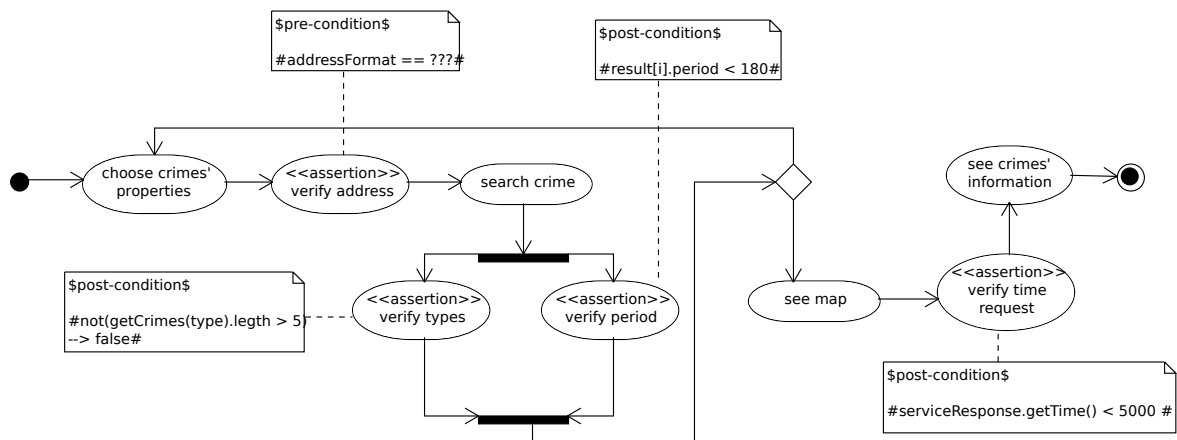 $pre-condition$
#addressFormat == ???#
$post-condition$
#result[i].period < 180#
choose crimes'
properties
<<assertion>>
verify address
search crime
see crimes'
information
$post-condition$
#not(getCrimes(type).legth > 5)
--> false#
<<assertion>>
verify types
<<assertion>>
verify period
see map
<<assertion>>
verify time
request
$post-condition$
#serviceResponse.getTime() < 5000 #